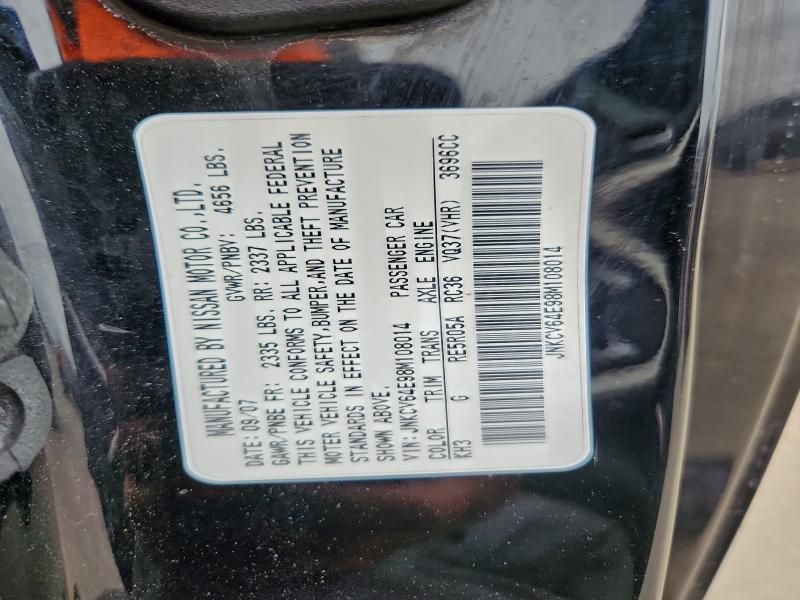 MANUFACTURED BY NISSAN MOTOR CO.,LTD.
DATE: 09/07 GVWR/PNBV: 4656 LBS.
GAWR/PNBE FR: 2335 LBS. RR: 2337 LBS.
THIS VEHICLE CONFORMS TO ALL APPLICABLE FEDERAL
MOTER VEHICLE SAFETY,BUMPER,AND THEFT PREVENTION
STANDARDS IN EFFECT ON THE DATE OF MANUFACTURE
SHOWN ABOVE.
VIN:JNKCV64E98M108014 PASSENGER CAR
COLOR TRIM TRANS AXLE ENGINE
KH3 G RE5R05A RC36 VQ37(VHR) 3696CC
JNKCV64E98M108014